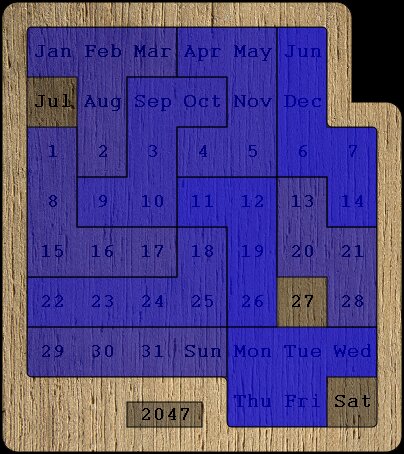 Jan Feb Mar Apr May Jun
Jul Aug Sep Oct Nov Dec
1 2 3 4 5 6 7
8 9 10 11 12 13 14
15 16 17 18 19 20 21
22 23 24 25 26 27 28
29 30 31 Sun Mon Tue Wed
Thu Fri Sat
2047